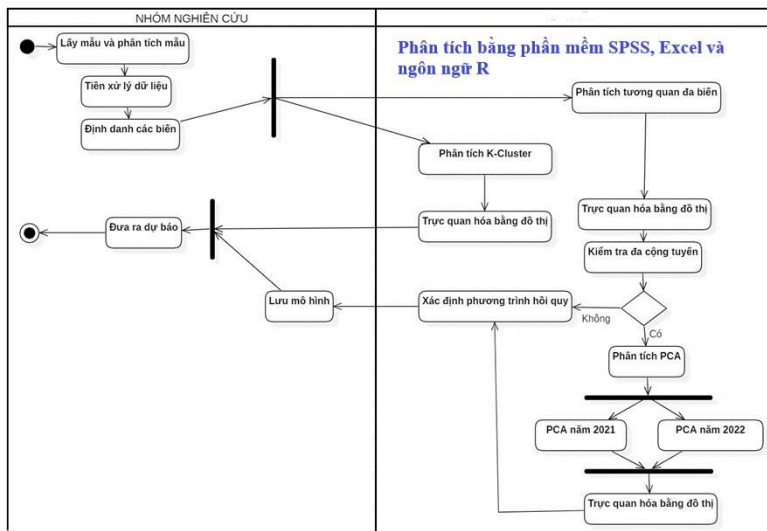 NHÓM NGHIÊN CỨU
Lấy mẫu và phân tích mẫu
Tiền xử lý dữ liệu
Định danh các biến
Đưa ra dự báo
Lưu mô hình
Phân tích bằng phần mềm SPSS, Excel và
ngôn ngữ R
Phân tích tương quan đa biến
Phân tích K-Cluster
Trực quan hóa bằng đồ thị
Trực quan hóa bằng đồ thị
Kiểm tra đa cộng tuyến
Xác định phương trình hồi quy
Không
Có
Phân tích PCA
PCA năm 2021
PCA năm 2022
Trực quan hóa bằng đồ thị